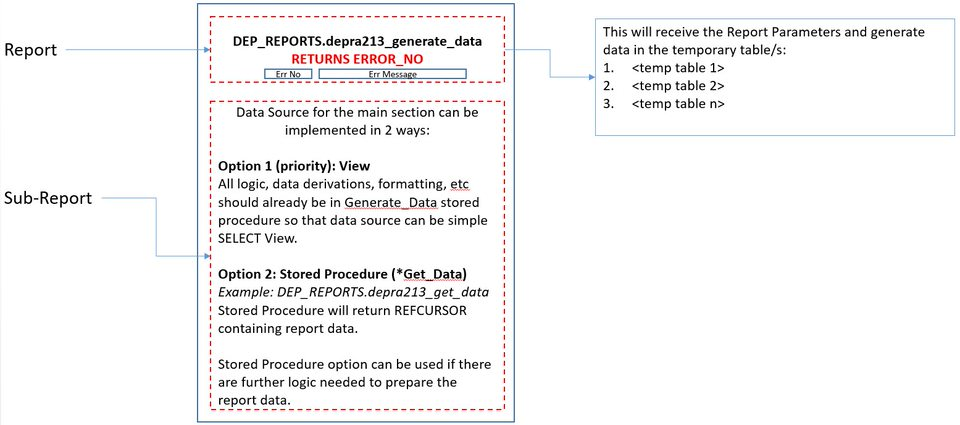 Report
DEP_REPORTS.depra213_generate_data
RETURNS ERROR_NO
Err No
Err Message
This will receive the Report Parameters and generate
data in the temporary table/s:
1. <temp table 1>
2. <temp table 2>
3. <temp table n>
Sub-Report
Data Source for the main section can be
implemented in 2 ways:
Option 1 (priority): View
All logic, data derivations, formatting, etc
should already be in Generate_Data stored
procedure so that data source can be simple
SELECT View.
Option 2: Stored Procedure (*Get_Data)
Example: DEP_REPORTS.depra213_get_data
Stored Procedure will return REFCURSOR
containing report data.
Stored Procedure option can be used if there
are further logic needed to prepare the
report data.